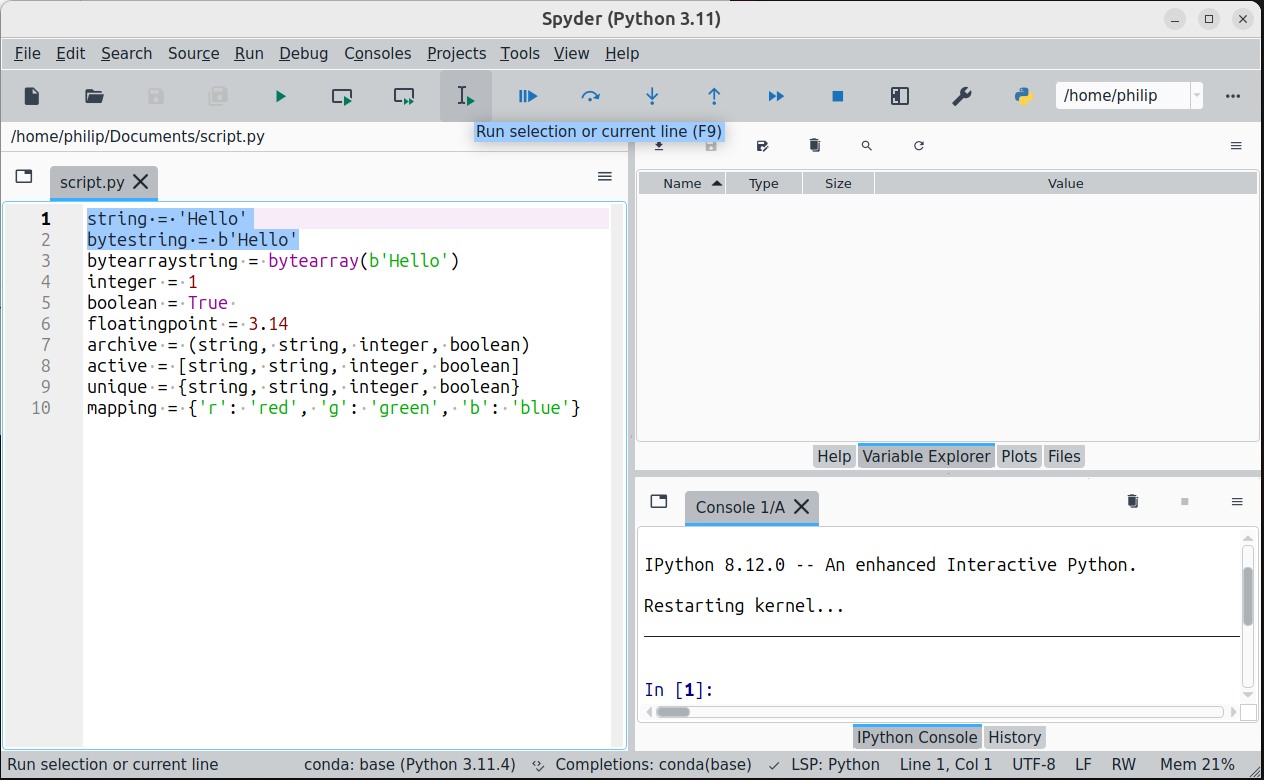 Spyder (Python 3.11)
File Edit Search Source Run Debug Consoles Projects Tools View Help
/home/philip
/home/philip/Documents/script.py
Run selection or current line (F9)
script.py
1 string = 'Hello'
2 bytestring = b'Hello'
3 bytearraystring = bytearray(b'Hello')
4 integer = 1
5 boolean = True
6 floatingpoint = 3.14
7 archive = (string, string, integer, boolean)
8 active = [string, string, integer, boolean]
9 unique = {string, string, integer, boolean}
10 mapping = {'r': 'red', 'g': 'green', 'b': 'blue'}
Name Type Size Value
Help Variable Explorer Plots Files
Console 1/A
IPython 8.12.0 -- An enhanced Interactive Python.
Restarting kernel...
In [1]:
IPython Console History
Run selection or current line conda: base (Python 3.11.4) Completions: conda(base) LSP: Python Line 1, Col 1 UTF-8 LF RW Mem 21%